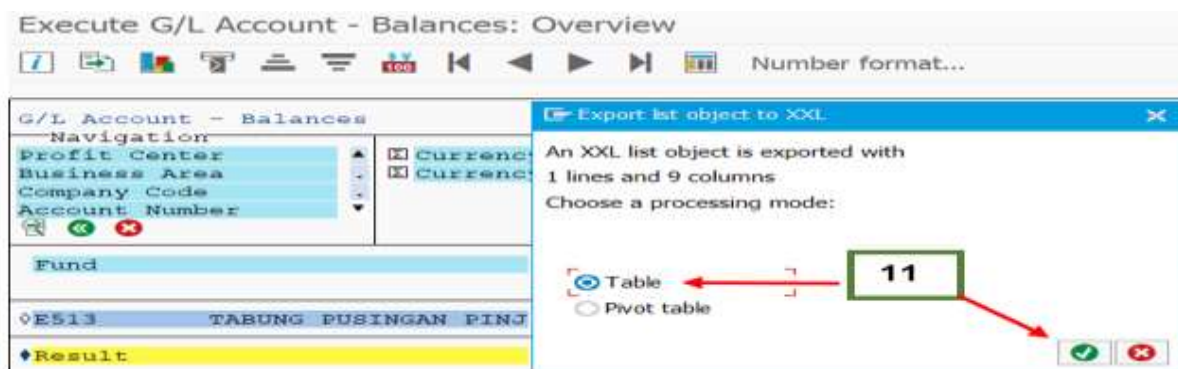 Execute G/L Account - Balances: Overview
Number format...
G/L Account - Balances
Navigation
Profit Center
Business Area
Company Code
Account Number
Currenc
Currenc
Fund
E513 TABUNG PUSINGAN PINJ
Result
Export list object to XXL
An XXL list object is exported with
1 lines and 9 columns
Choose a processing mode:
Table
Pivot table
11